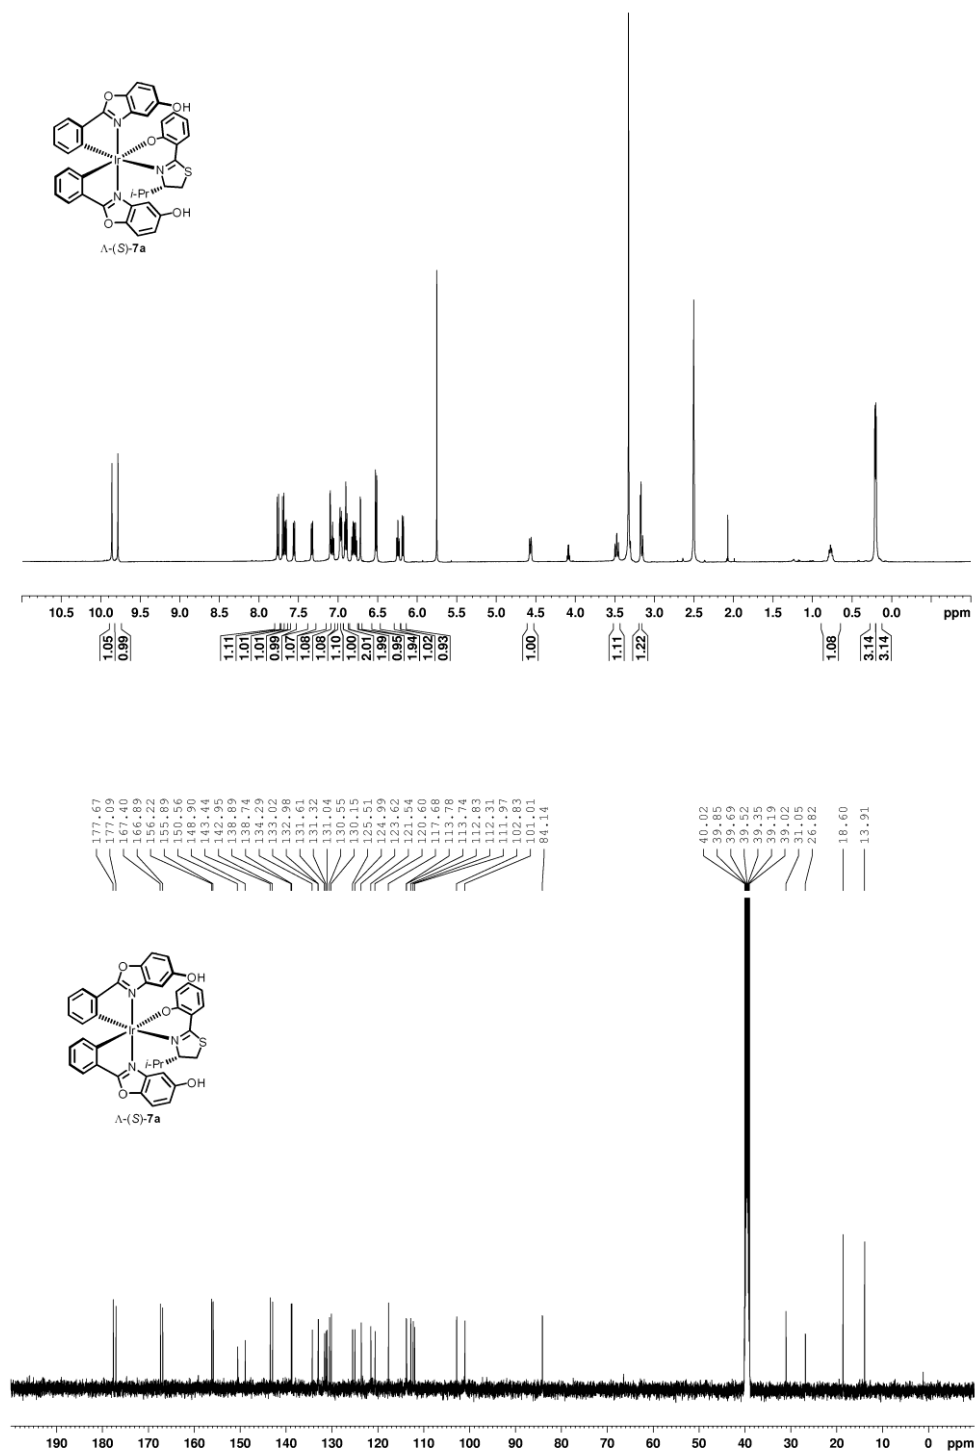 O
OH
N
O
Ir
N
S
i-Pr
N
O
OH
Λ-(S)-7a
10.5 10.0 9.5 9.0 8.5 8.0 7.5 7.0 6.5 6.0 5.5 5.0 4.5 4.0 3.5 3.0 2.5 2.0 1.5 1.0 0.5 0.0 ppm
1.05 0.99 1.11 1.01 1.01 0.99 1.07 1.08 1.08 1.10 1.00 2.01 1.99 0.95 1.94 1.02 0.93 1.00 1.11 1.22 1.08 3.14 3.14
177.67
177.09
167.40
166.89
156.22
155.89
150.56
148.90
143.44
142.95
138.89
138.74
134.29
133.02
132.98
131.61
131.32
131.04
130.55
130.15
125.51
124.99
123.62
121.54
120.60
117.68
113.78
113.74
112.83
112.31
111.97
102.83
101.01
84.14
40.02
39.85
39.69
39.52
39.35
39.19
39.02
31.05
26.82
18.60
13.91
O
OH
N
O
Ir
N
S
i-Pr
N
O
OH
Λ-(S)-7a
190 180 170 160 150 140 130 120 110 100 90 80 70 60 50 40 30 20 10 0 ppm